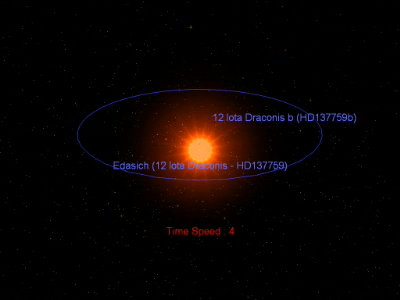 12 Iota Draconis b (HD137759b)
Edasich (12 Iota Draconis - HD137759)
Time Speed : 4